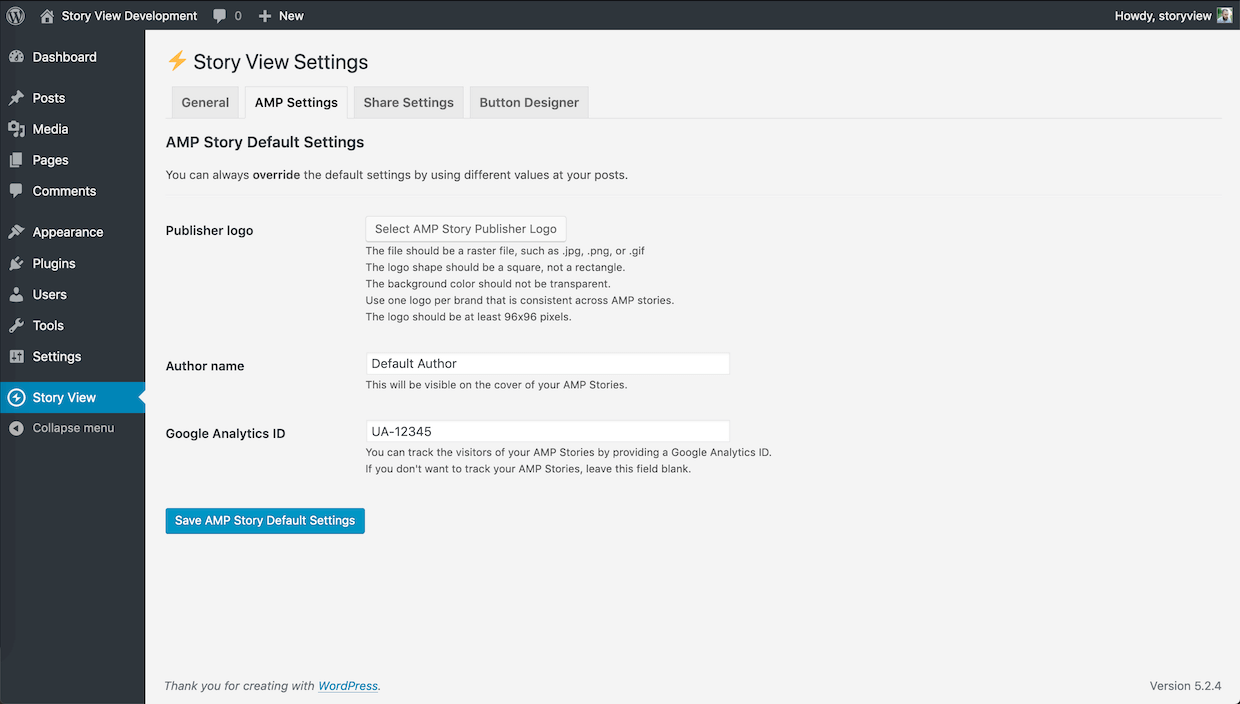 Story View Development 0 New Howdy, storyview
Dashboard
Posts
Media
Pages
Comments
Appearance
Plugins
Users
Tools
Settings
Story View
Collapse menu
Story View Settings
General AMP Settings Share Settings Button Designer
AMP Story Default Settings
You can always override the default settings by using different values at your posts.
Publisher logo
Select AMP Story Publisher Logo
The file should be a raster file, such as .jpg, .png, or .gif
The logo shape should be a square, not a rectangle.
The background color should not be transparent.
Use one logo per brand that is consistent across AMP stories.
The logo should be at least 96x96 pixels.
Author name
Default Author
This will be visible on the cover of your AMP Stories.
Google Analytics ID
UA-12345
You can track the visitors of your AMP Stories by providing a Google Analytics ID.
If you don't want to track your AMP Stories, leave this field blank.
Save AMP Story Default Settings
Thank you for creating with WordPress.
Version 5.2.4